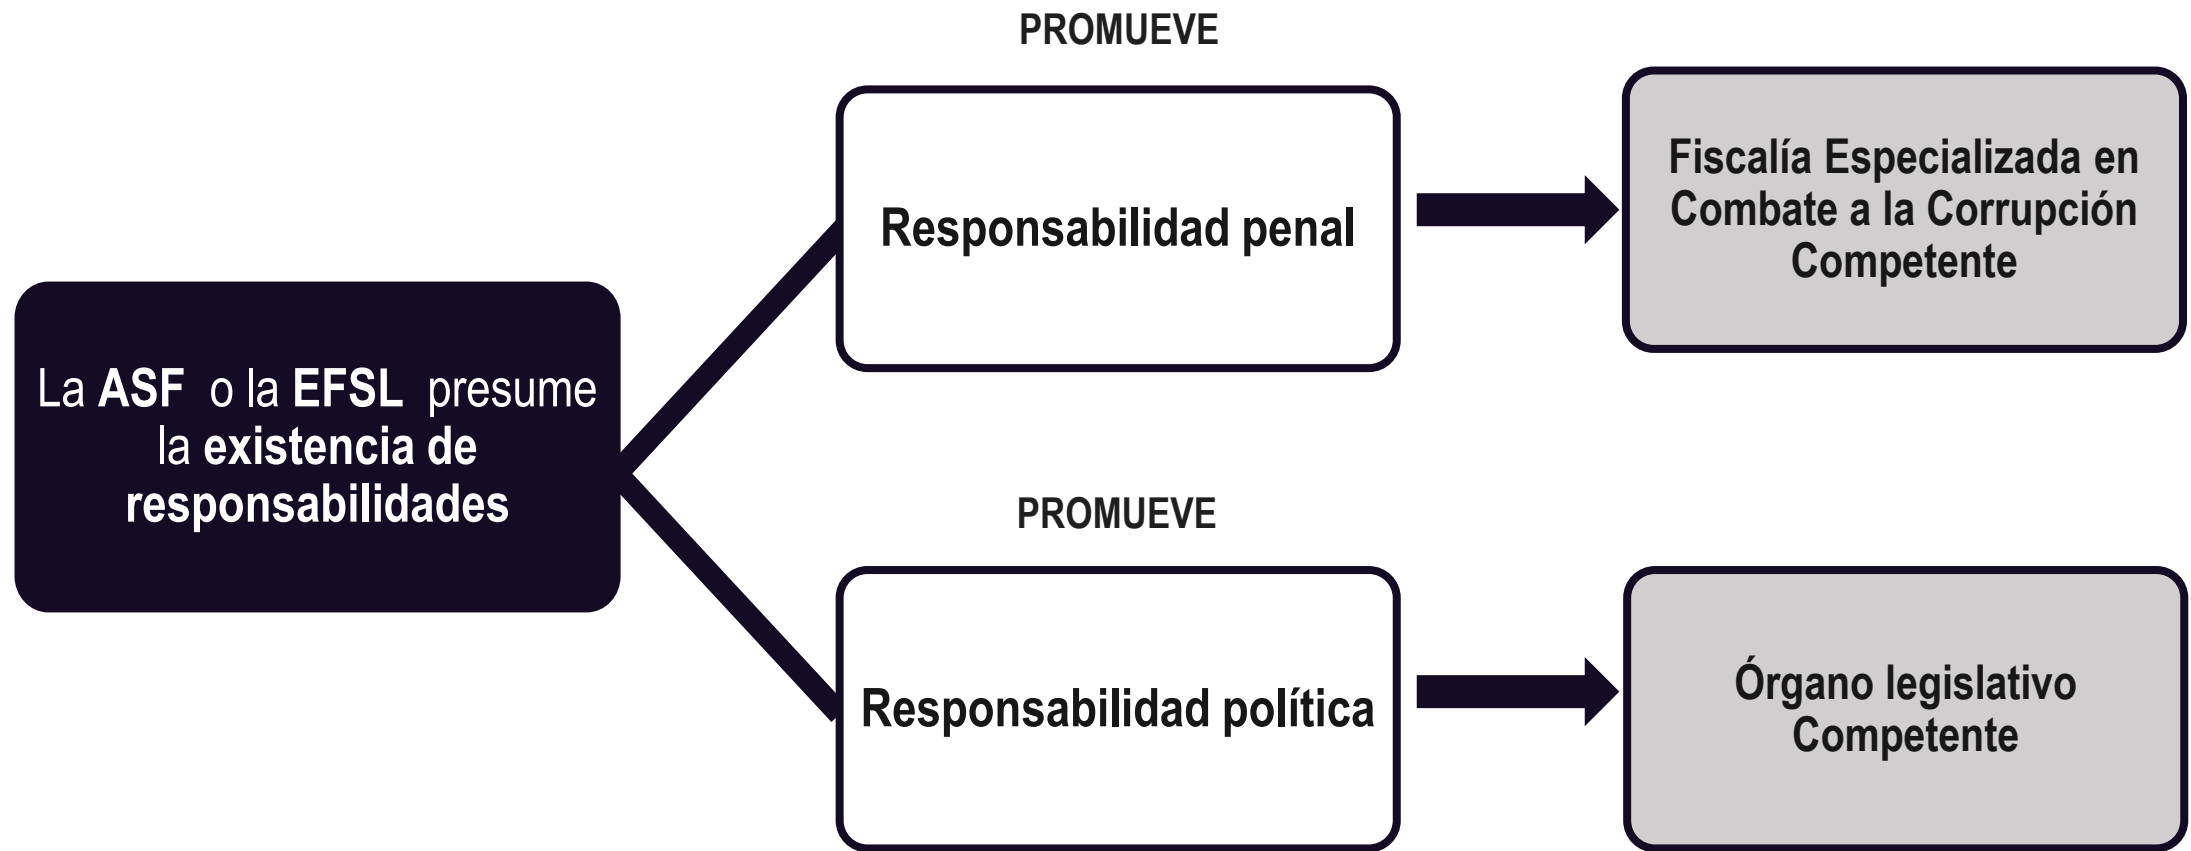 La ASF o la EFSL presume
la existencia de
responsabilidades
PROMUEVE
Responsabilidad penal
Fiscalía Especializada en
Combate a la Corrupción
Competente
PROMUEVE
Responsabilidad política
Órgano legislativo
Competente